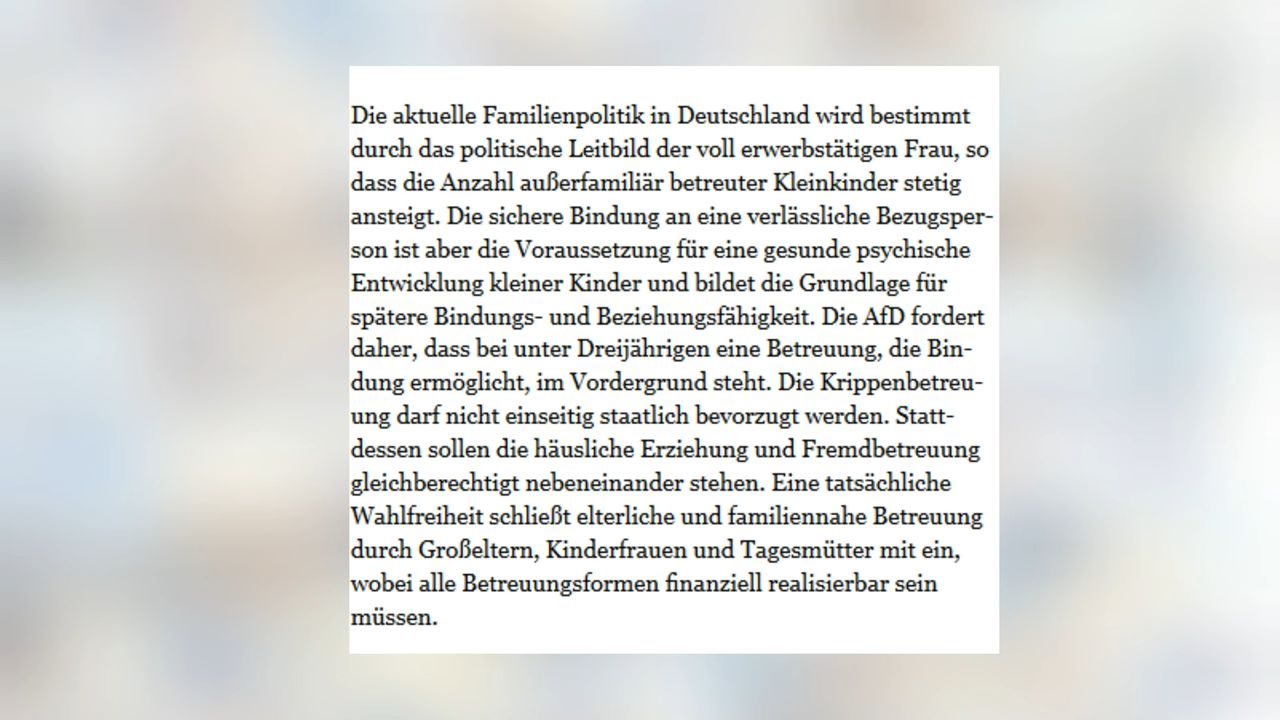 Die aktuelle Familienpolitik in Deutschland wird bestimmt
durch das politische Leitbild der voll erwerbstätigen Frau, so
dass die Anzahl außerfamiliär betreuter Kleinkinder stetig
ansteigt. Die sichere Bindung an eine verlässliche Bezugsper-
son ist aber die Voraussetzung für eine gesunde psychische
Entwicklung kleiner Kinder und bildet die Grundlage für
spätere Bindungs- und Beziehungsfähigkeit. Die AfD fordert
daher, dass bei unter Dreijährigen eine Betreuung, die Bin-
dung ermöglicht, im Vordergrund steht. Die Krippenbetreu-
ung darf nicht einseitig staatlich bevorzugt werden. Statt-
dessen sollen die häusliche Erziehung und Fremdbetreuung
gleichberechtigt nebeneinander stehen. Eine tatsächliche
Wahlfreiheit schließt elterliche und familiennahe Betreuung
durch Großeltern, Kinderfrauen und Tagesmütter mit ein,
wobei alle Betreuungsformen finanziell realisierbar sein
müssen.